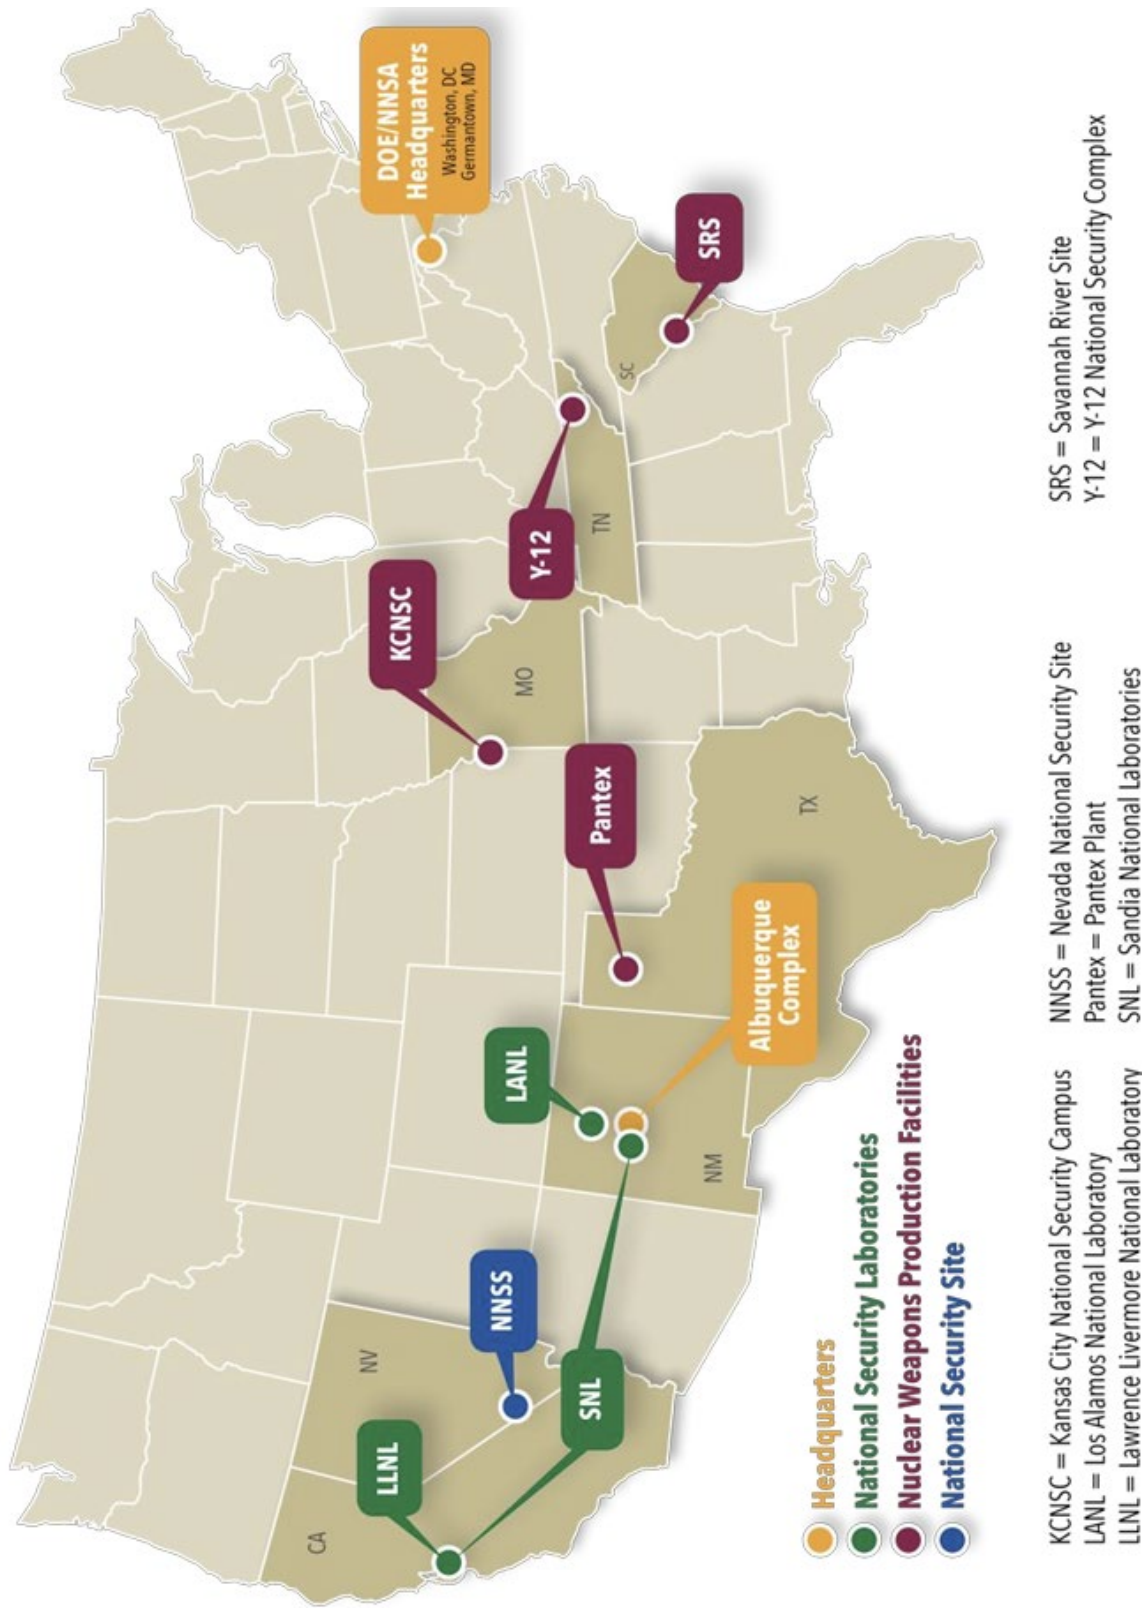 DOE/NNSA
Headquarters
Washington, DC
Germantown, MD
SRS
SC
Y-12
TN
KCNSC
MO
Pantex
TX
Albuquerque
Complex
LANL
NM
NNSS
NV
SNL
LLNL
CA
Headquarters
National Security Laboratories
Nuclear Weapons Production Facilities
National Security Site
KCNSC = Kansas City National Security Campus
LANL = Los Alamos National Laboratory
LLNL = Lawrence Livermore National Laboratory
NNSS = Nevada National Security Site
Pantex = Pantex Plant
SNL = Sandia National Laboratories
SRS = Savannah River Site
Y-12 = Y-12 National Security Complex